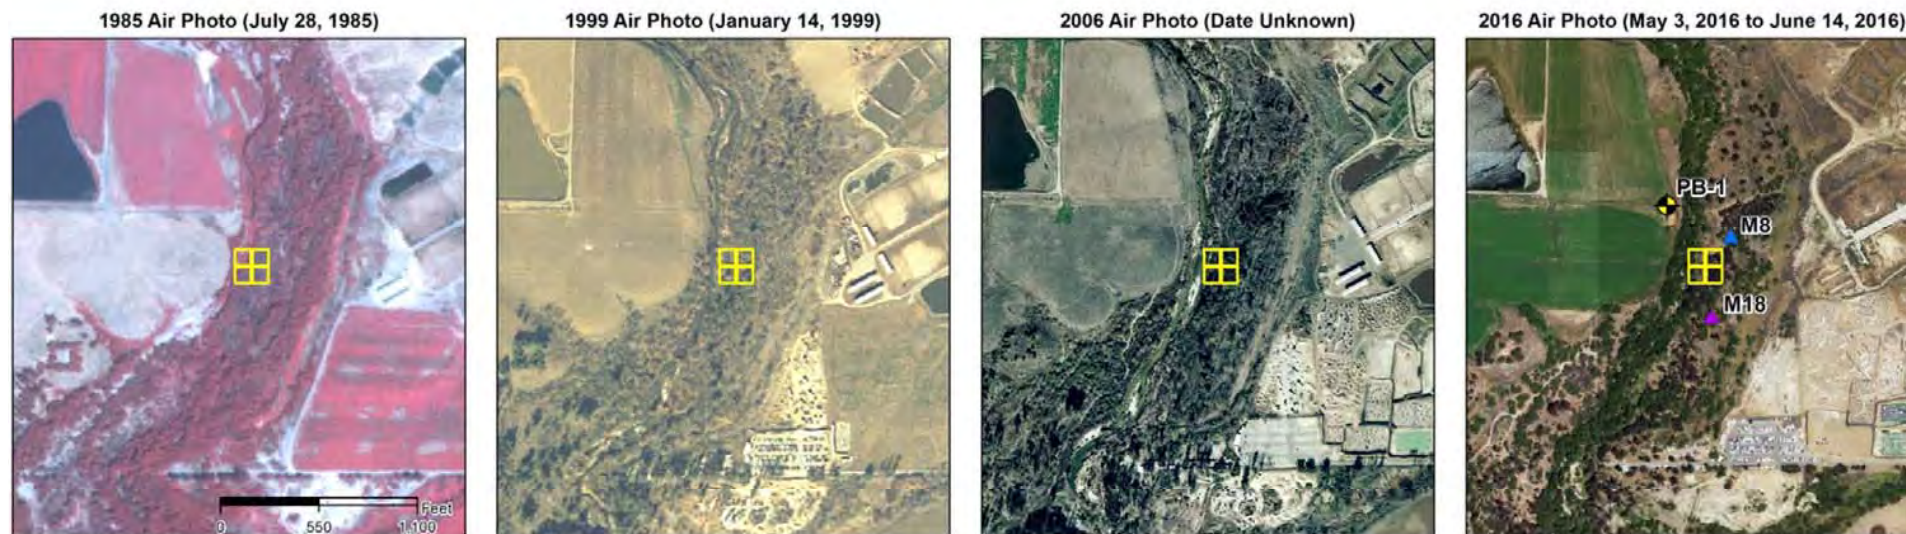 1985 Air Photo (July 28, 1985)
1999 Air Photo (January 14, 1999)
2006 Air Photo (Date Unknown)
2016 Air Photo (May 3, 2016 to June 14, 2016)
PB-1
M8
M18
Feet
0 550 1,100